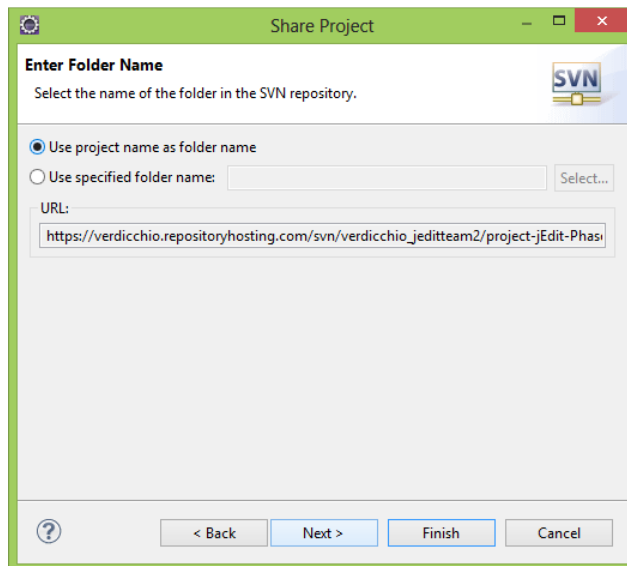 Share Project
Enter Folder Name
Select the name of the folder in the SVN repository.
SVN
Use project name as folder name
Use specified folder name:
Select...
URL:
https://verdicchio.repositoryhosting.com/svn/verdicchio_jeditteam2/project-jEdit-Phas
?
< Back
Next >
Finish
Cancel